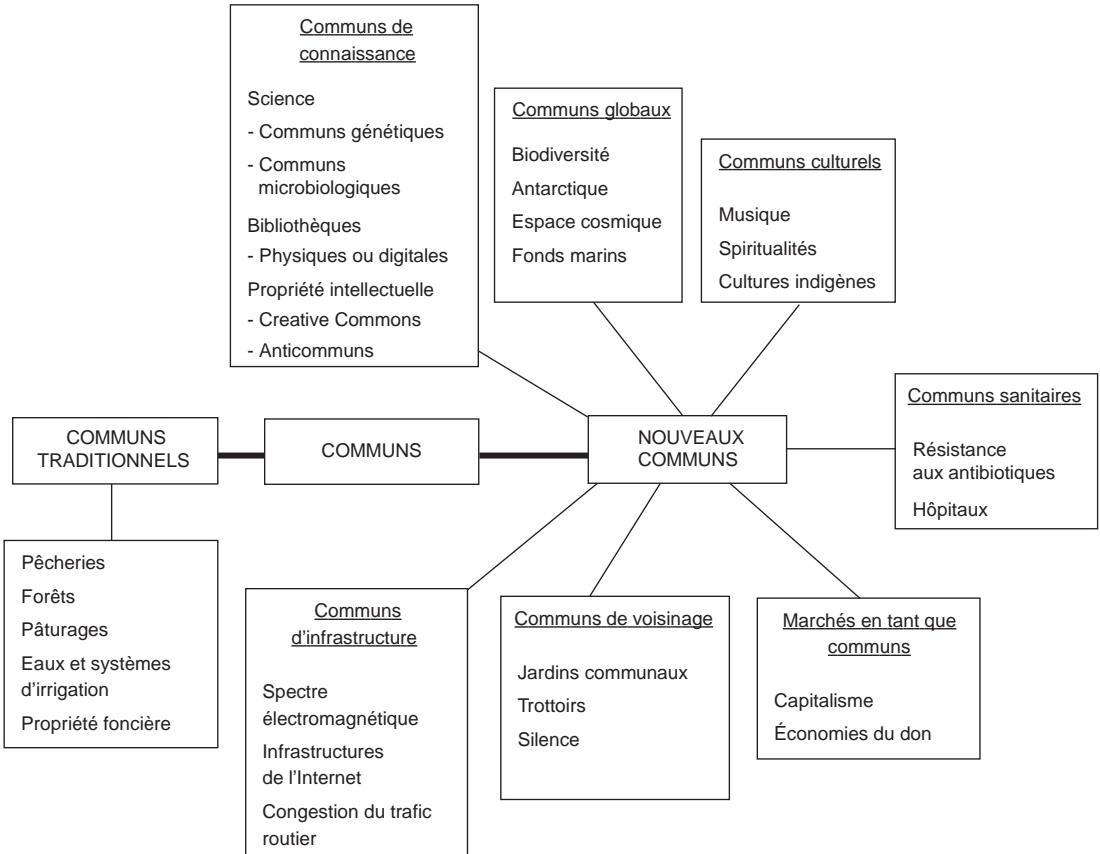 Communs de
connaissance
Science
- Communs génétiques
- Communs
microbiologiques
Bibliothèques
- Physiques ou digitales
Propriété intellectuelle
- Creative Commons
- Anticommuns
Communs globaux
Biodiversité
Antarctique
Espace cosmique
Fonds marins
Communs culturels
Musique
Spiritualités
Cultures indigènes
Communs sanitaires
Résistance
aux antibiotiques
Hôpitaux
COMMUNS
TRADITIONNELS
COMMUNS
NOUVEAUX
COMMUNS
Pêcheries
Forêts
Pâturages
Eaux et systèmes
d'irrigation
Propriété foncière
Communs
d'infrastructure
Spectre
électromagnétique
Infrastructures
de l'Internet
Congestion du trafic
routier
Communs de voisinage
Jardins communaux
Trottoirs
Silence
Marchés en tant que
communs
Capitalisme
Économies du don